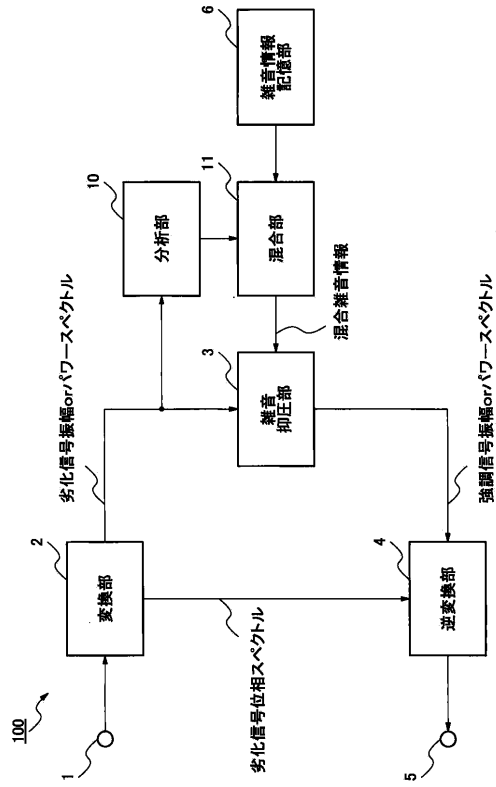 100
1
2
変換部
劣化信号振幅orパワースペクトル
10
分析部
6
雑音情報
記憶部
11
混合部
混合雑音情報
3
雑音
抑圧部
劣化信号位相スペクトル
4
逆変換部
強調信号振幅orパワースペクトル
5